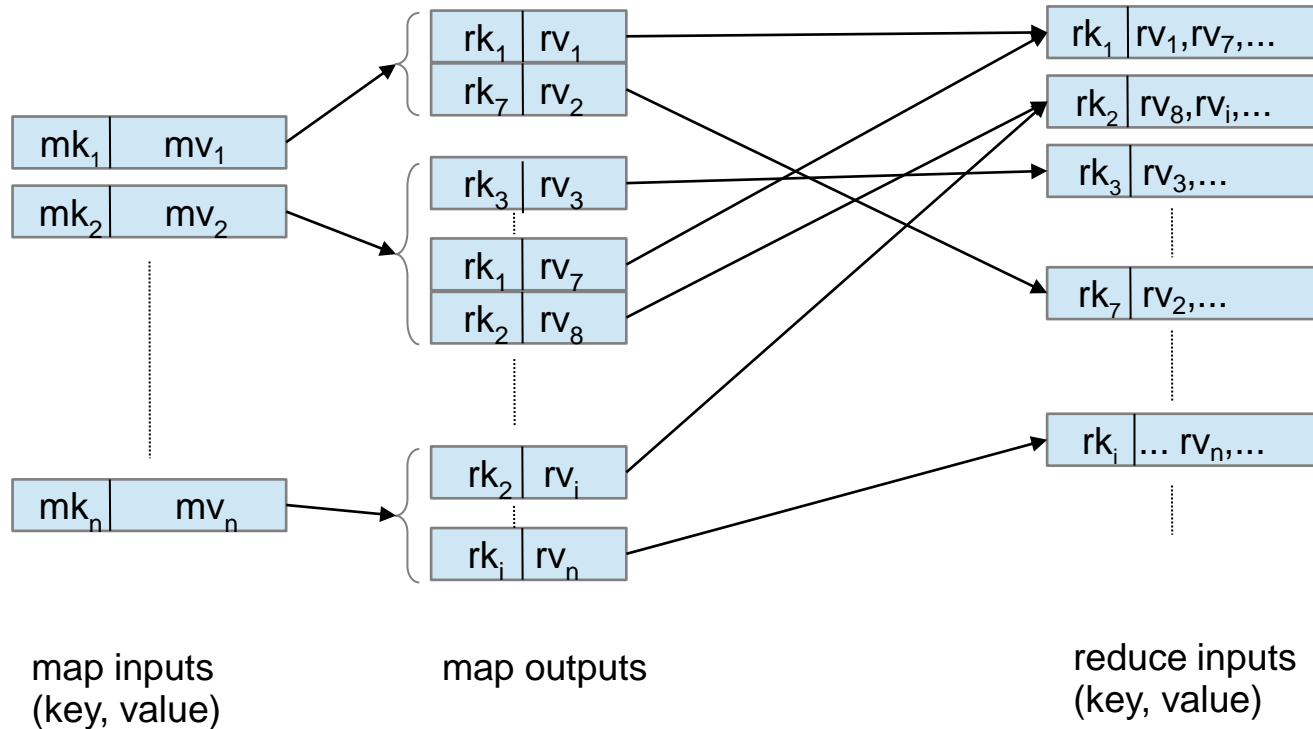 mk₁ mv₁
mk₂ mv₂
mkₙ mvₙ
map inputs
(key, value)
rk₁ rv₁
rk₇ rv₂
rk₃ rv₃
rk₁ rv₇
rk₂ rv₈
rk₂ rvᵢ
rkᵢ rvₙ
map outputs
rk₁ rv₁,rv₇,...
rk₂ rv₈,rvᵢ,...
rk₃ rv₃,...
rk₇ rv₂,...
rkᵢ ... rvₙ,...
reduce inputs
(key, value)